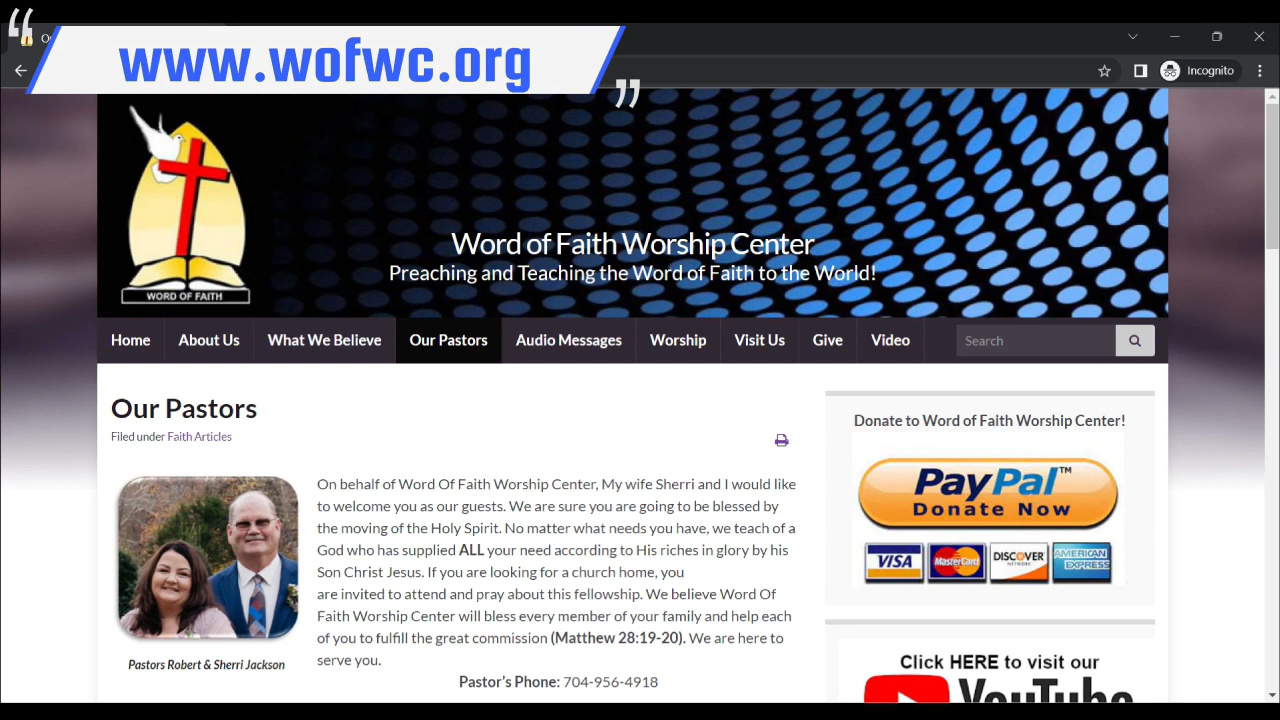 “
www.wofwc.org
”
Incognito
WORD OF FAITH
Word of Faith Worship Center
Preaching and Teaching the Word of Faith to the World!
Home About Us What We Believe Our Pastors Audio Messages Worship Visit Us Give Video Search
Our Pastors
Filed under Faith Articles
On behalf of Word Of Faith Worship Center, My wife Sherri and I would like
to welcome you as our guests. We are sure you are going to be blessed by
the moving of the Holy Spirit. No matter what needs you have, we teach of a
God who has supplied ALL your need according to His riches in glory by his
Son Christ Jesus. If you are looking for a church home, you
are invited to attend and pray about this fellowship. We believe Word Of
Faith Worship Center will bless every member of your family and help each
of you to fulfill the great commission (Matthew 28:19-20). We are here to
serve you.
Pastors Robert & Sherri Jackson
Pastor's Phone: 704-956-4918
Donate to Word of Faith Worship Center!
PayPal™
Donate Now
VISA MasterCard DISCOVER NETWORK AMERICAN EXPRESS
Click HERE to visit our
YouTube